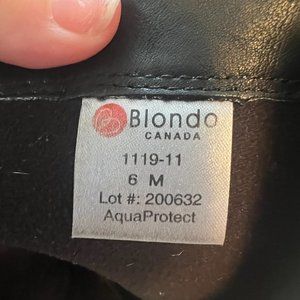 Blondo
CANADA
1119-11
6 M
Lot #: 200632
AquaProtect